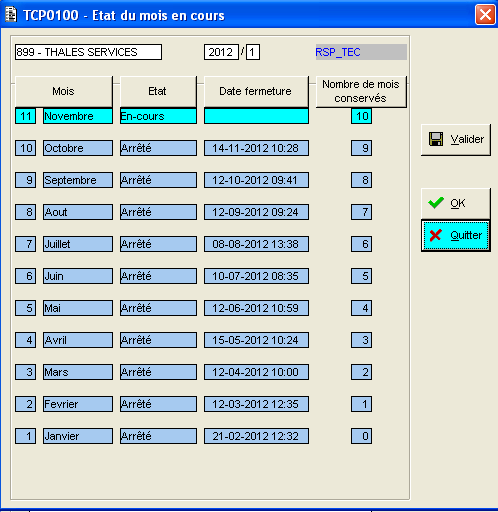 TCP0100 - Etat du mois en cours
899 - THALES SERVICES 2012 / 1 RSP_TEC
Mois Etat Date fermeture Nombre de mois conservés
11 Novembre En-cours 10
10 Octobre Arrêté 14-11-2012 10:28 9
9 Septembre Arrêté 12-10-2012 09:41 8
8 Aout Arrêté 12-09-2012 09:24 7
7 Juillet Arrêté 08-08-2012 13:38 6
6 Juin Arrêté 10-07-2012 08:35 5
5 Mai Arrêté 12-06-2012 10:59 4
4 Avril Arrêté 15-05-2012 10:24 3
3 Mars Arrêté 12-04-2012 10:00 2
2 Fevrier Arrêté 12-03-2012 12:35 1
1 Janvier Arrêté 21-02-2012 12:32 0
Valider
OK
Quitter